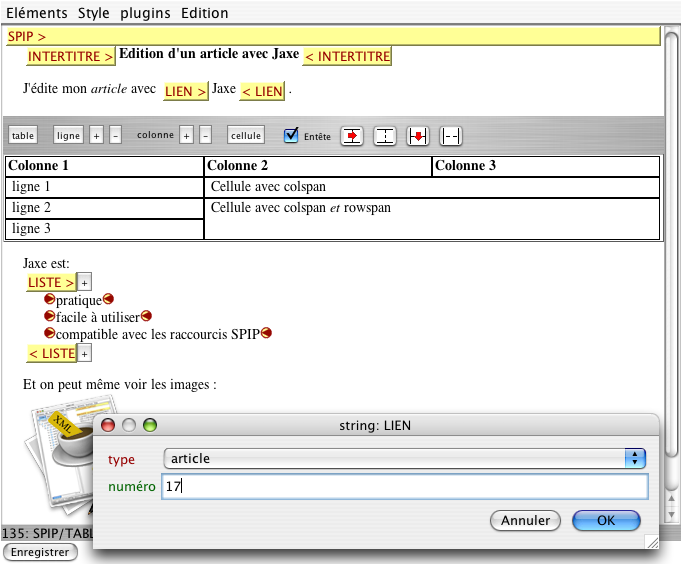 Eléments Style plugins Edition
SPIP >
INTERTITRE > Edition d'un article avec Jaxe < INTERTITRE
J'édite mon article avec LIEN > Jaxe < LIEN .
table ligne + - colonne + - cellule Entête
Colonne 1 Colonne 2 Colonne 3
ligne 1 Cellule avec colspan
ligne 2 Cellule avec colspan et rowspan
ligne 3
Jaxe est:
LISTE > +
pratique
facile à utiliser
compatible avec les raccourcis SPIP
< LISTE +
Et on peut même voir les images :
XML
string: LIEN
type article
numéro 17
Annuler OK
135: SPIP/TABL
Enregistrer